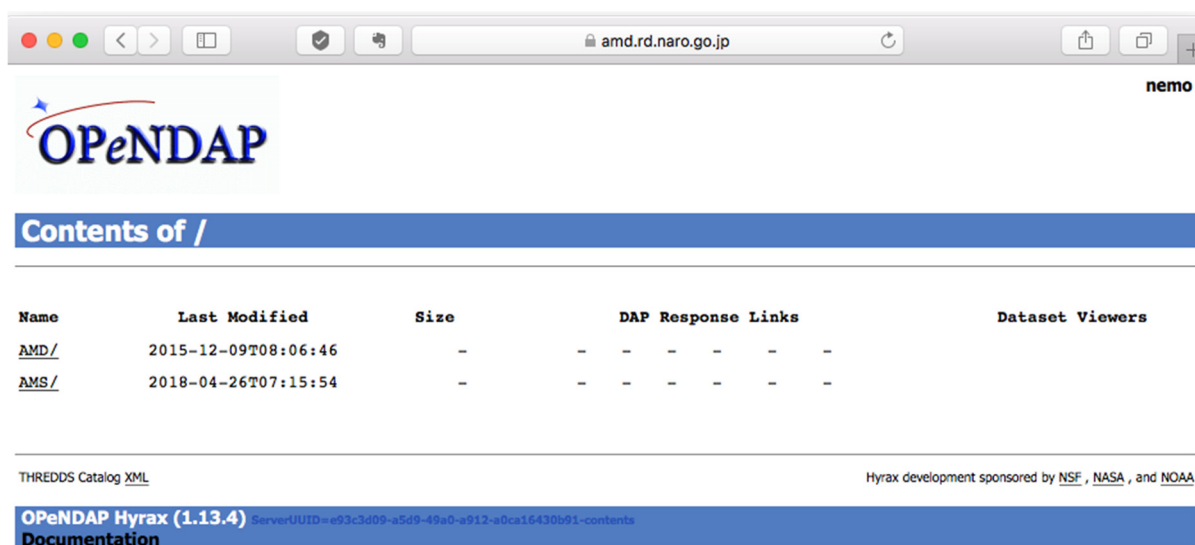 amd.rd.naro.go.jp
nemo
OPeNDAP
Contents of /
Name Last Modified Size DAP Response Links Dataset Viewers
AMD/ 2015-12-09T08:06:46 - - - - - - -
AMS/ 2018-04-26T07:15:54 - - - - - - -
THREDDS Catalog XML Hyrax development sponsored by NSF , NASA , and NOAA
OPeNDAP Hyrax (1.13.4) ServerUUID=e93c3d09-a5d9-49a0-a912-a0ca16430b91-contents
Documentation